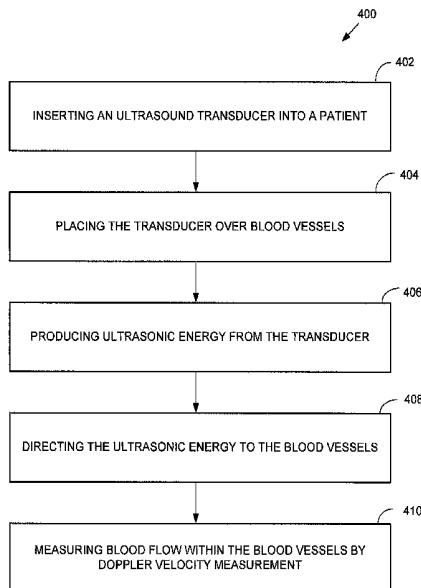 400
402
INSERTING AN ULTRASOUND TRANSDUCER INTO A PATIENT
404
PLACING THE TRANSDUCER OVER BLOOD VESSELS
406
PRODUCING ULTRASONIC ENERGY FROM THE TRANSDUCER
408
DIRECTING THE ULTRASONIC ENERGY TO THE BLOOD VESSELS
410
MEASURING BLOOD FLOW WITHIN THE BLOOD VESSELS BY
DOPPLER VELOCITY MEASUREMENT